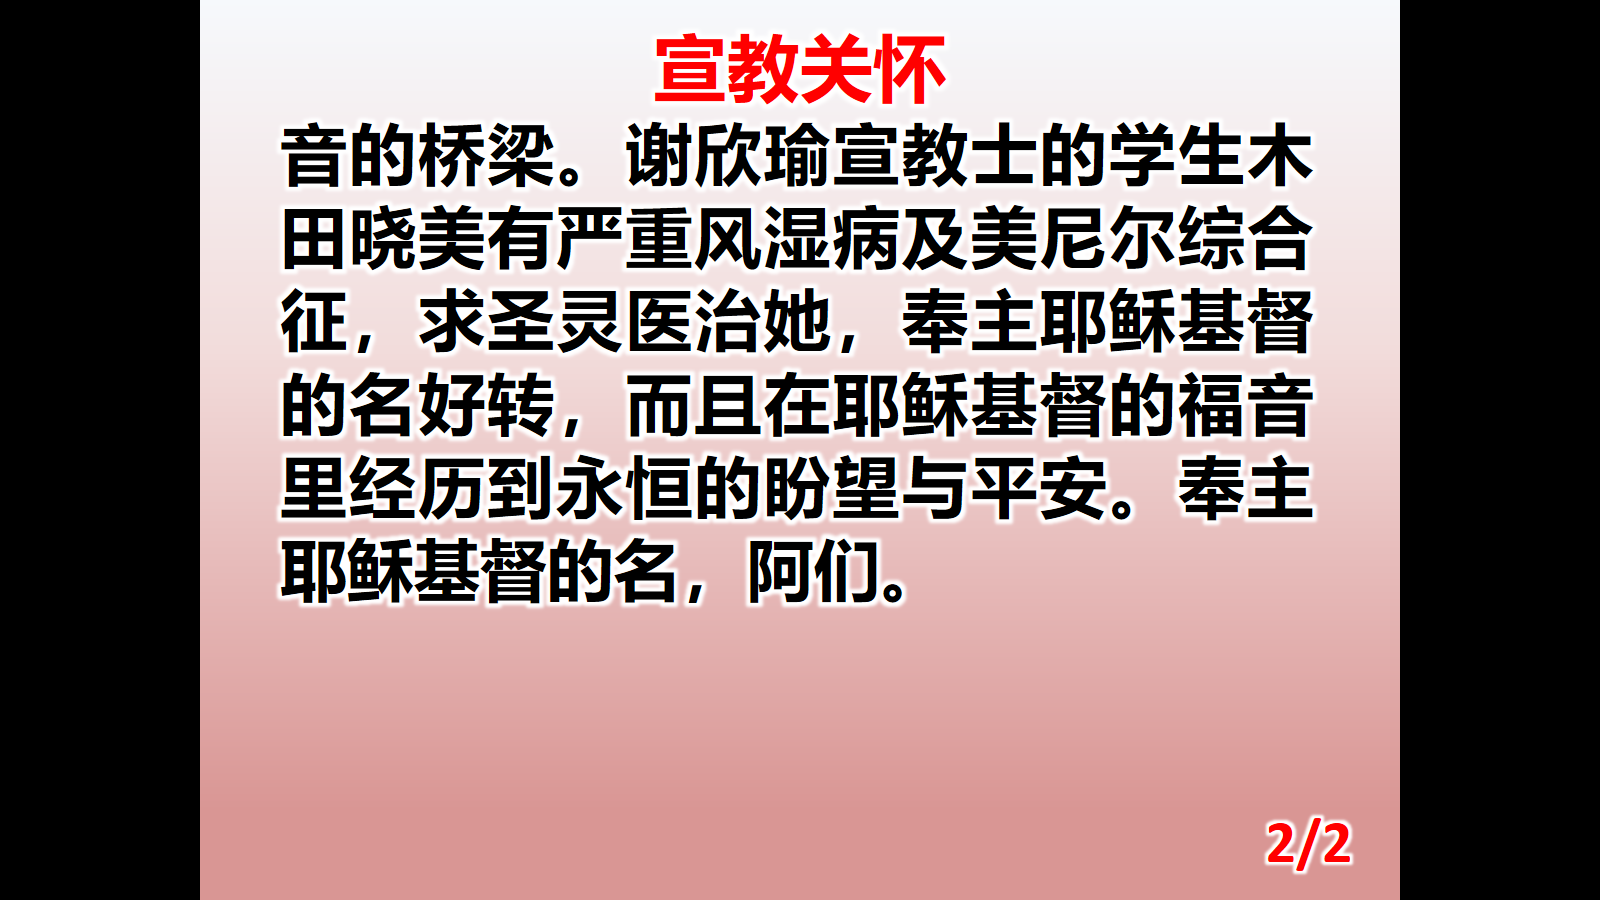 宣教关怀
音的桥梁。谢欣瑜宣教士的学生木
田晓美有严重风湿病及美尼尔综合
征，求圣灵医治她，奉主耶稣基督
的名好转，而且在耶稣基督的福音
里经历到永恒的盼望与平安。奉主
耶稣基督的名，阿们。
2/2